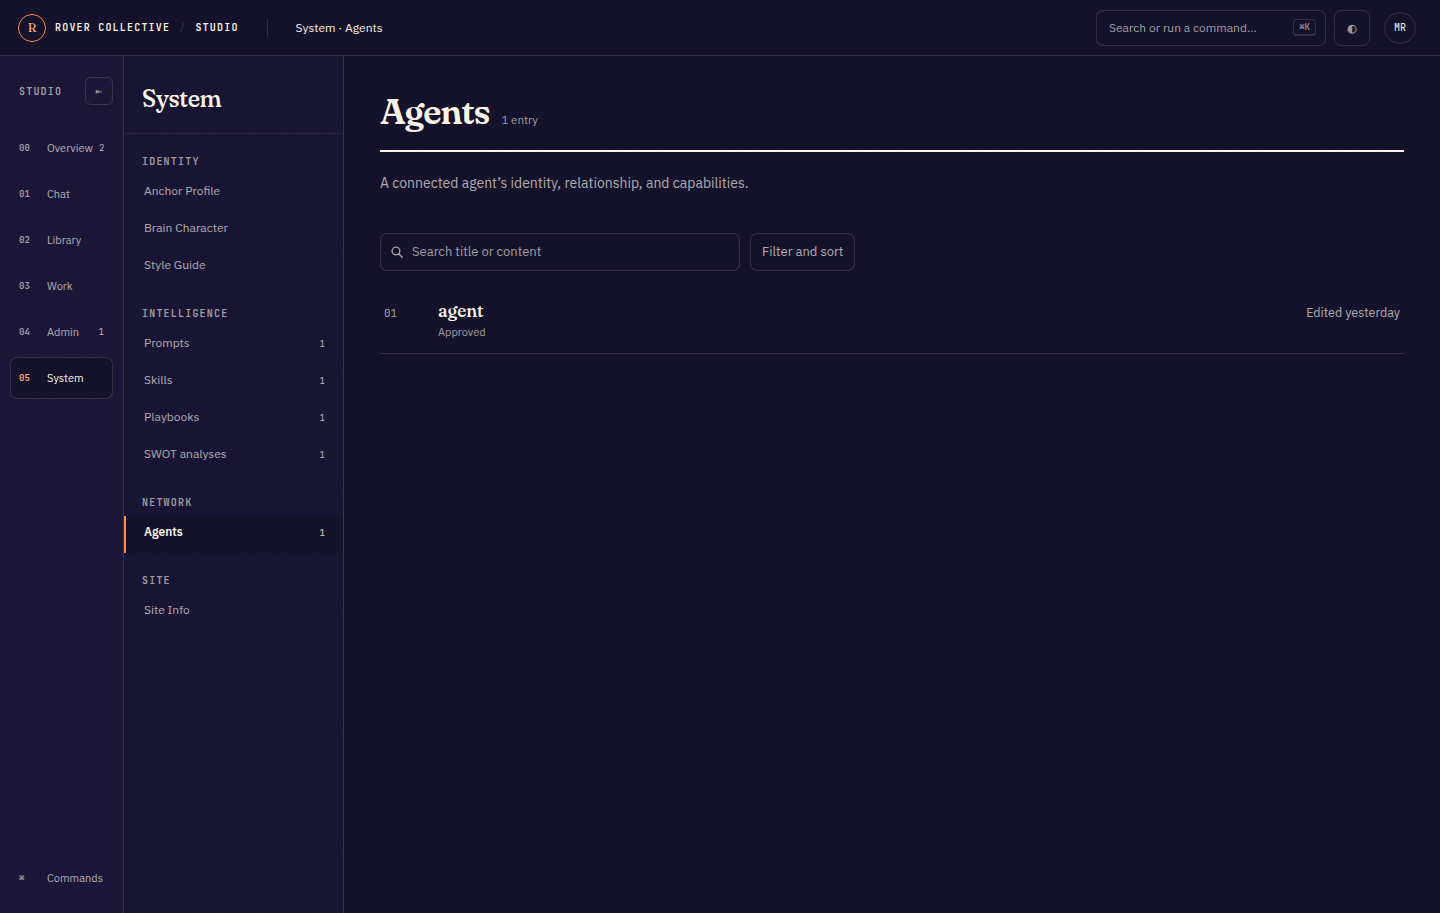 R ROVER COLLECTIVE / STUDIO System · Agents Search or run a command... ⌘K MR
STUDIO
00 Overview 2
01 Chat
02 Library
03 Work
04 Admin 1
05 System
⌘ Commands
System
IDENTITY
Anchor Profile
Brain Character
Style Guide
INTELLIGENCE
Prompts 1
Skills 1
Playbooks 1
SWOT analyses 1
NETWORK
Agents 1
SITE
Site Info
Agents 1 entry
A connected agent’s identity, relationship, and capabilities.
Search title or content Filter and sort
01 agent Edited yesterday
Approved